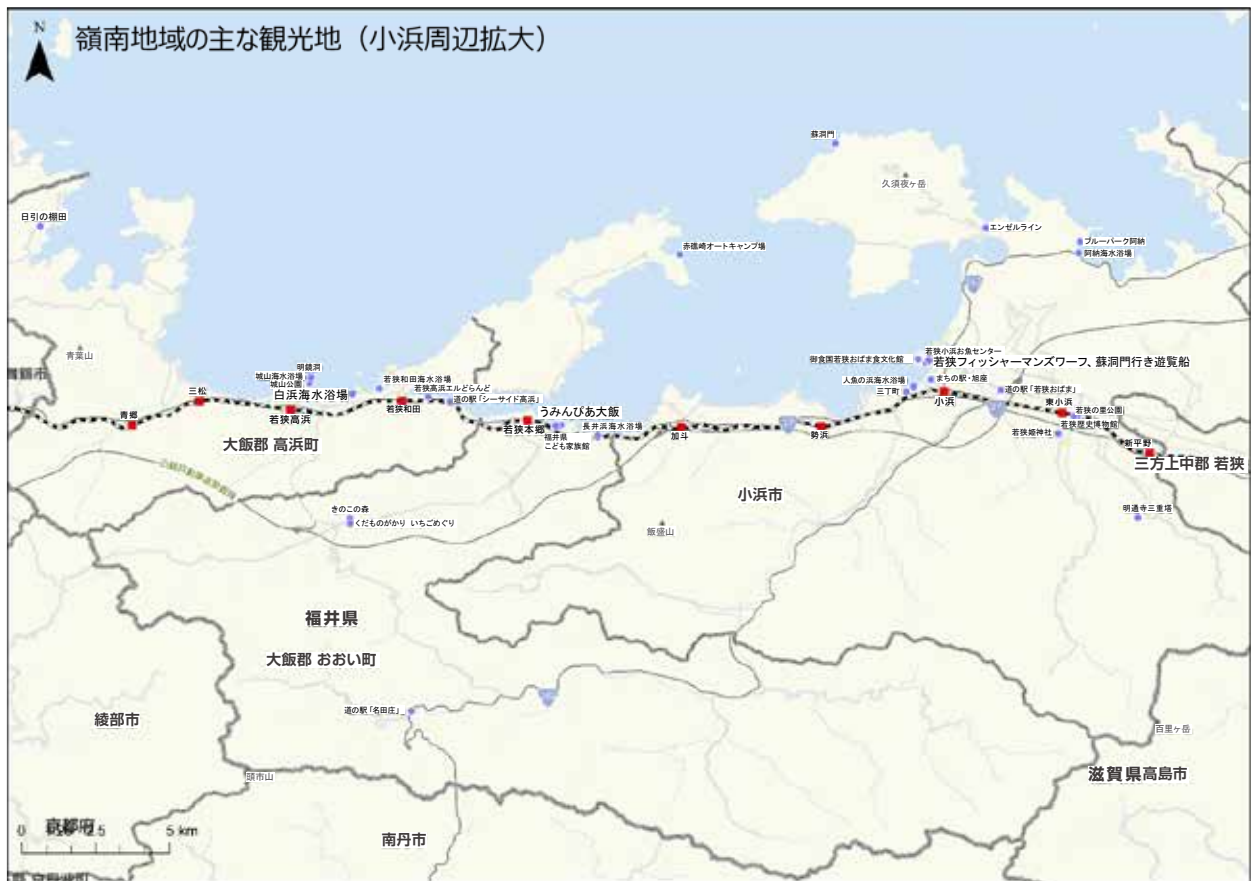 N
嶺南地域の主な観光地（小浜周辺拡大）
蘇洞門
久須夜ヶ岳
日引の棚田
エンゼルライン
ブルーパーク阿納
阿納海水浴場
赤礁崎オートキャンプ場
青葉山
舞鶴市
明鏡洞
城山海水浴場
城山公園
白浜海水浴場
若狭和田海水浴場
若狭高浜エルどらんど
道の駅「シーサイド高浜」
御食国若狭おばま食文化館
若狭小浜お魚センター
若狭フィッシャーマンズワーフ、蘇洞門行き遊覧船
人魚の浜海水浴場
まちの駅・旭座
三丁町
道の駅「若狭おばま」
三松
青郷
若狭高浜
若狭和田
若狭本郷
うみんぴあ大飯
福井県
こども家族館
長井浜海水浴場
加斗
勢浜
小浜
東小浜
若狭の里公園
若狭歴史博物館
若狭姫神社
新平野
三方上中郡 若狭
大飯郡 高浜町
小浜市
明通寺三重塔
きのこの森
くだものがかり いちごめぐり
飯盛山
福井県
大飯郡 おおい町
道の駅「名田庄」
綾部市
百里ヶ岳
滋賀県高島市
頭巾山
京都府
0 2.5 5 km
南丹市